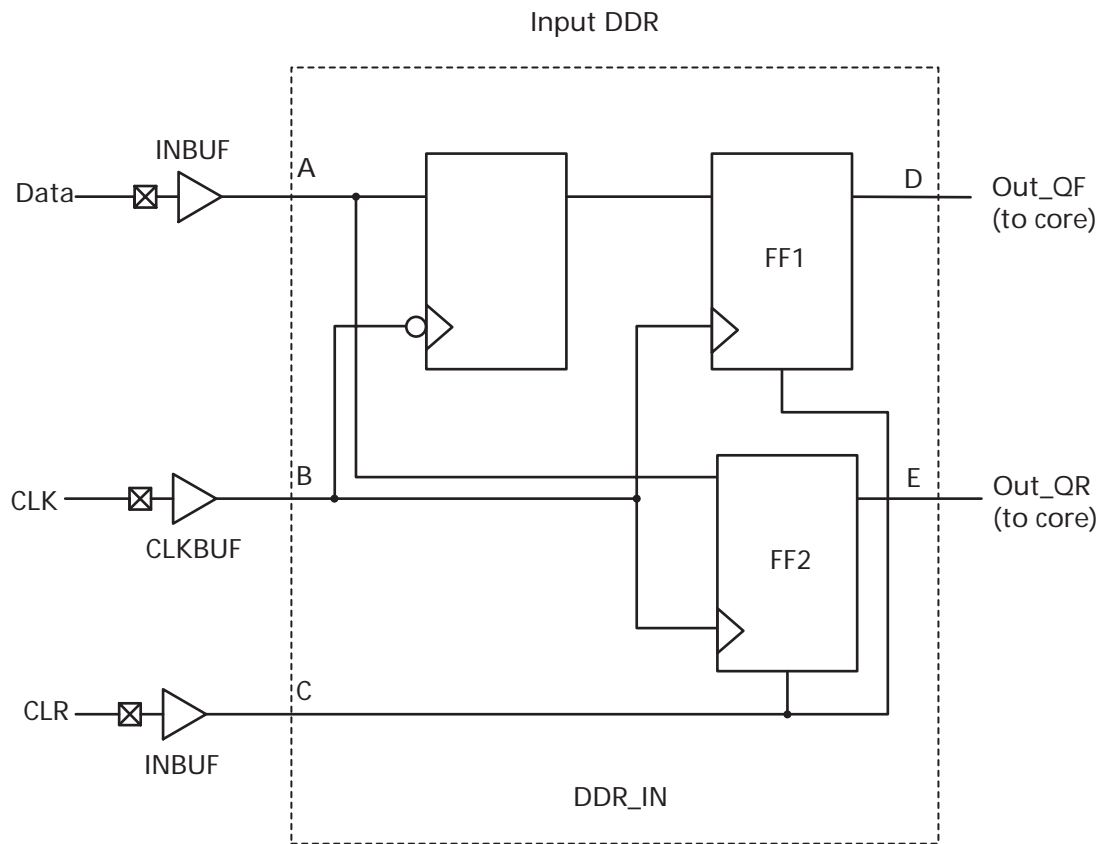 Input DDR
INBUF
A
Data
D
Out_QF
(to core)
FF1
B
CLK
CLKBUF
E
Out_QR
(to core)
FF2
C
CLR
INBUF
DDR_IN